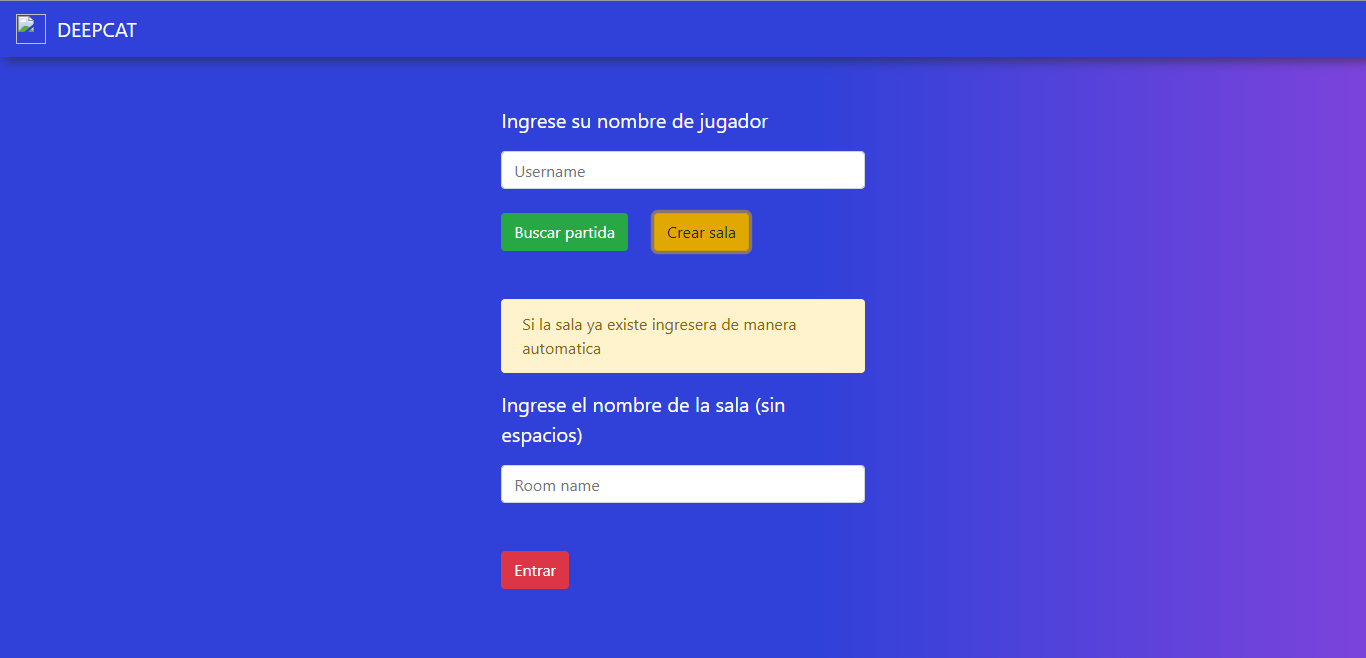 DEEPCAT
Ingrese su nombre de jugador
Username
Buscar partida
Crear sala
Si la sala ya existe ingresera de manera
automatica
Ingrese el nombre de la sala (sin
espacios)
Room name
Entrar